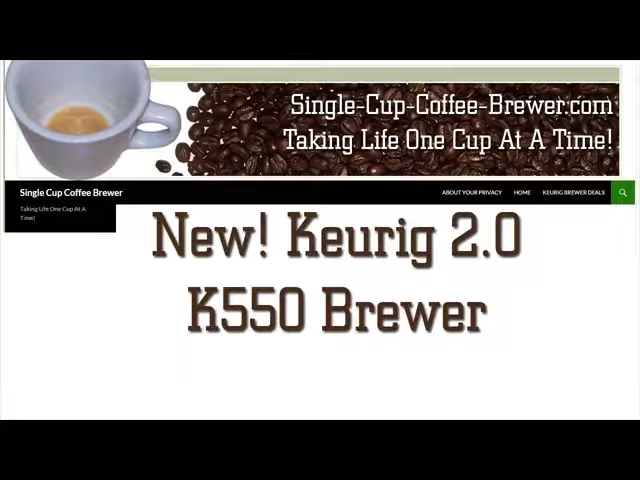 Single-Cup-Coffee-Brewer.com
Taking Life One Cup At A Time!
Single Cup Coffee Brewer
ABOUT YOUR PRIVACY HOME KEURIG BREWER DEALS
Taking Life One Cup At A
Time!
New! Keurig 2.0
K550 Brewer